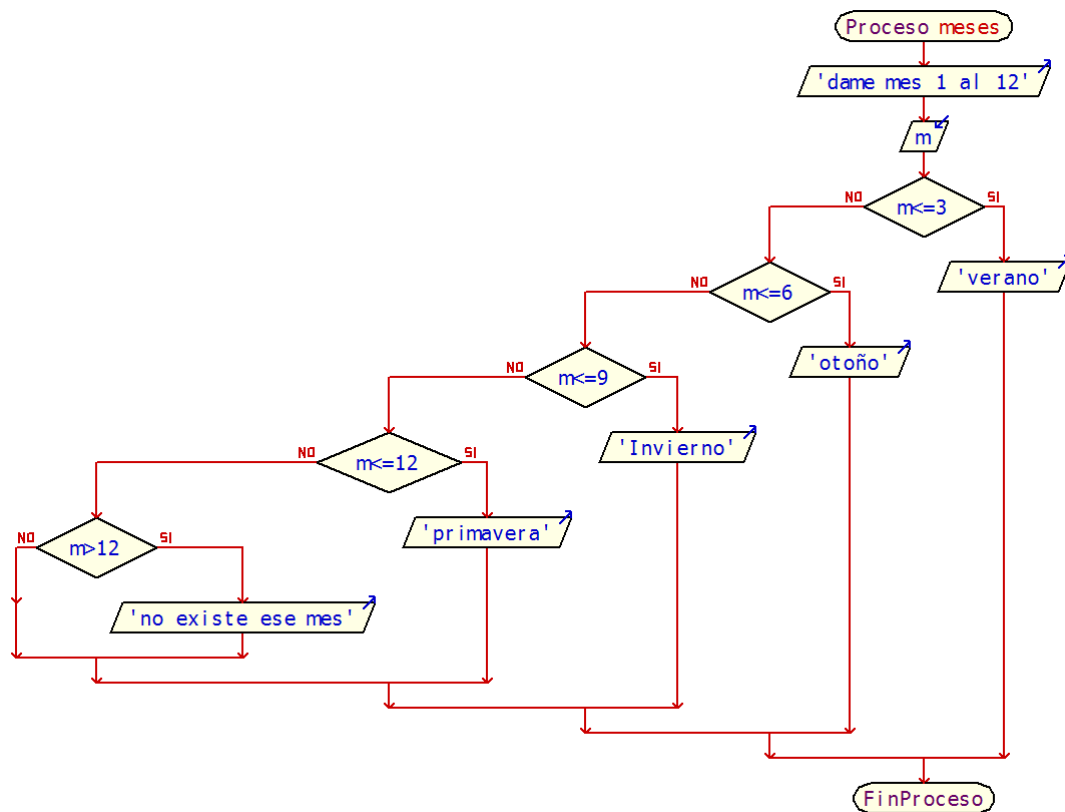 Proceso meses
'dame mes 1 al 12'
m
NO m<=3 SI
'verano'
NO m<=6 SI
'otoño'
NO m<=9 SI
'Invierno'
NO m<=12 SI
'primavera'
NO m>12 SI
'no existe ese mes'
FinProceso